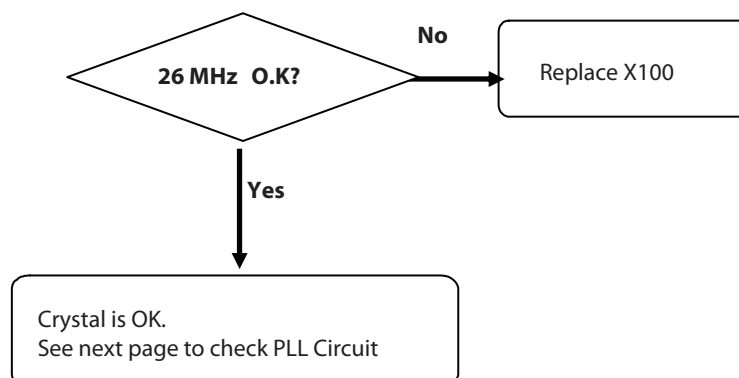 No
26 MHz O.K?
Replace X100
Yes
Crystal is OK.
See next page to check PLL Circuit